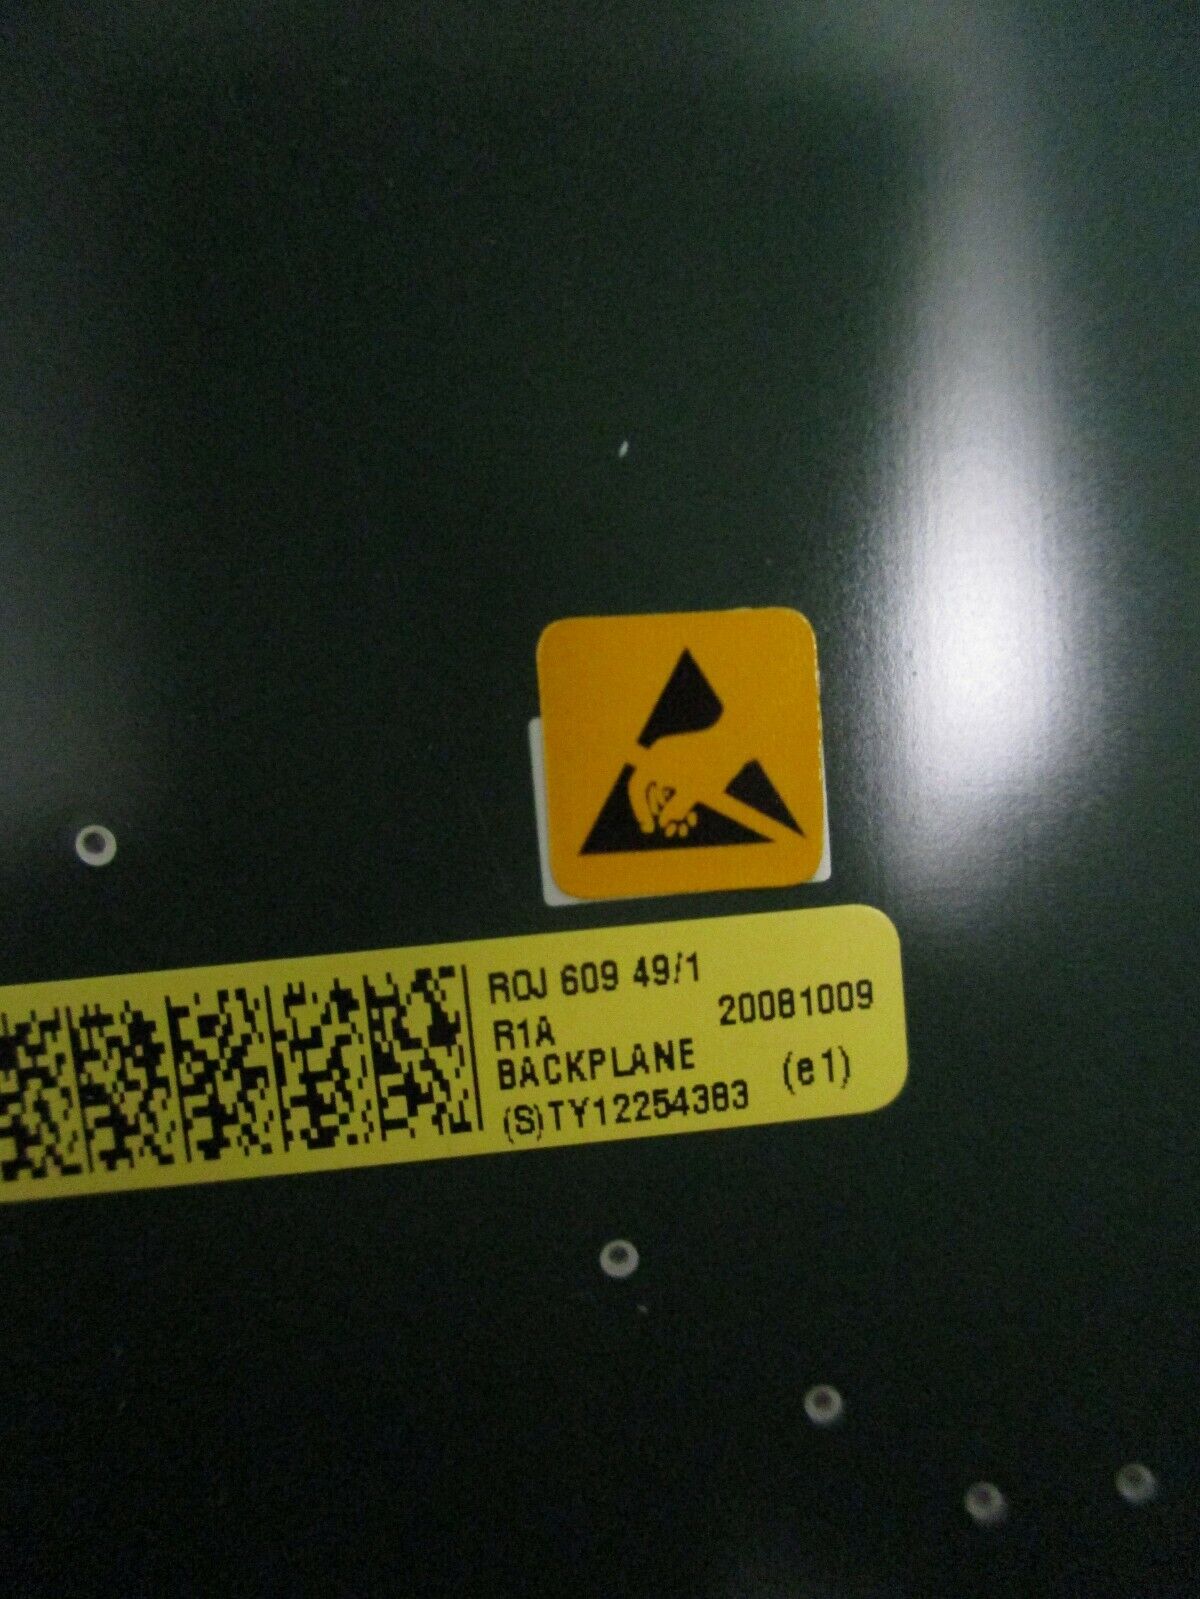 ROJ 609 49/1
R1A 20081009
BACKPLANE
(S)TY12254383 (e1)